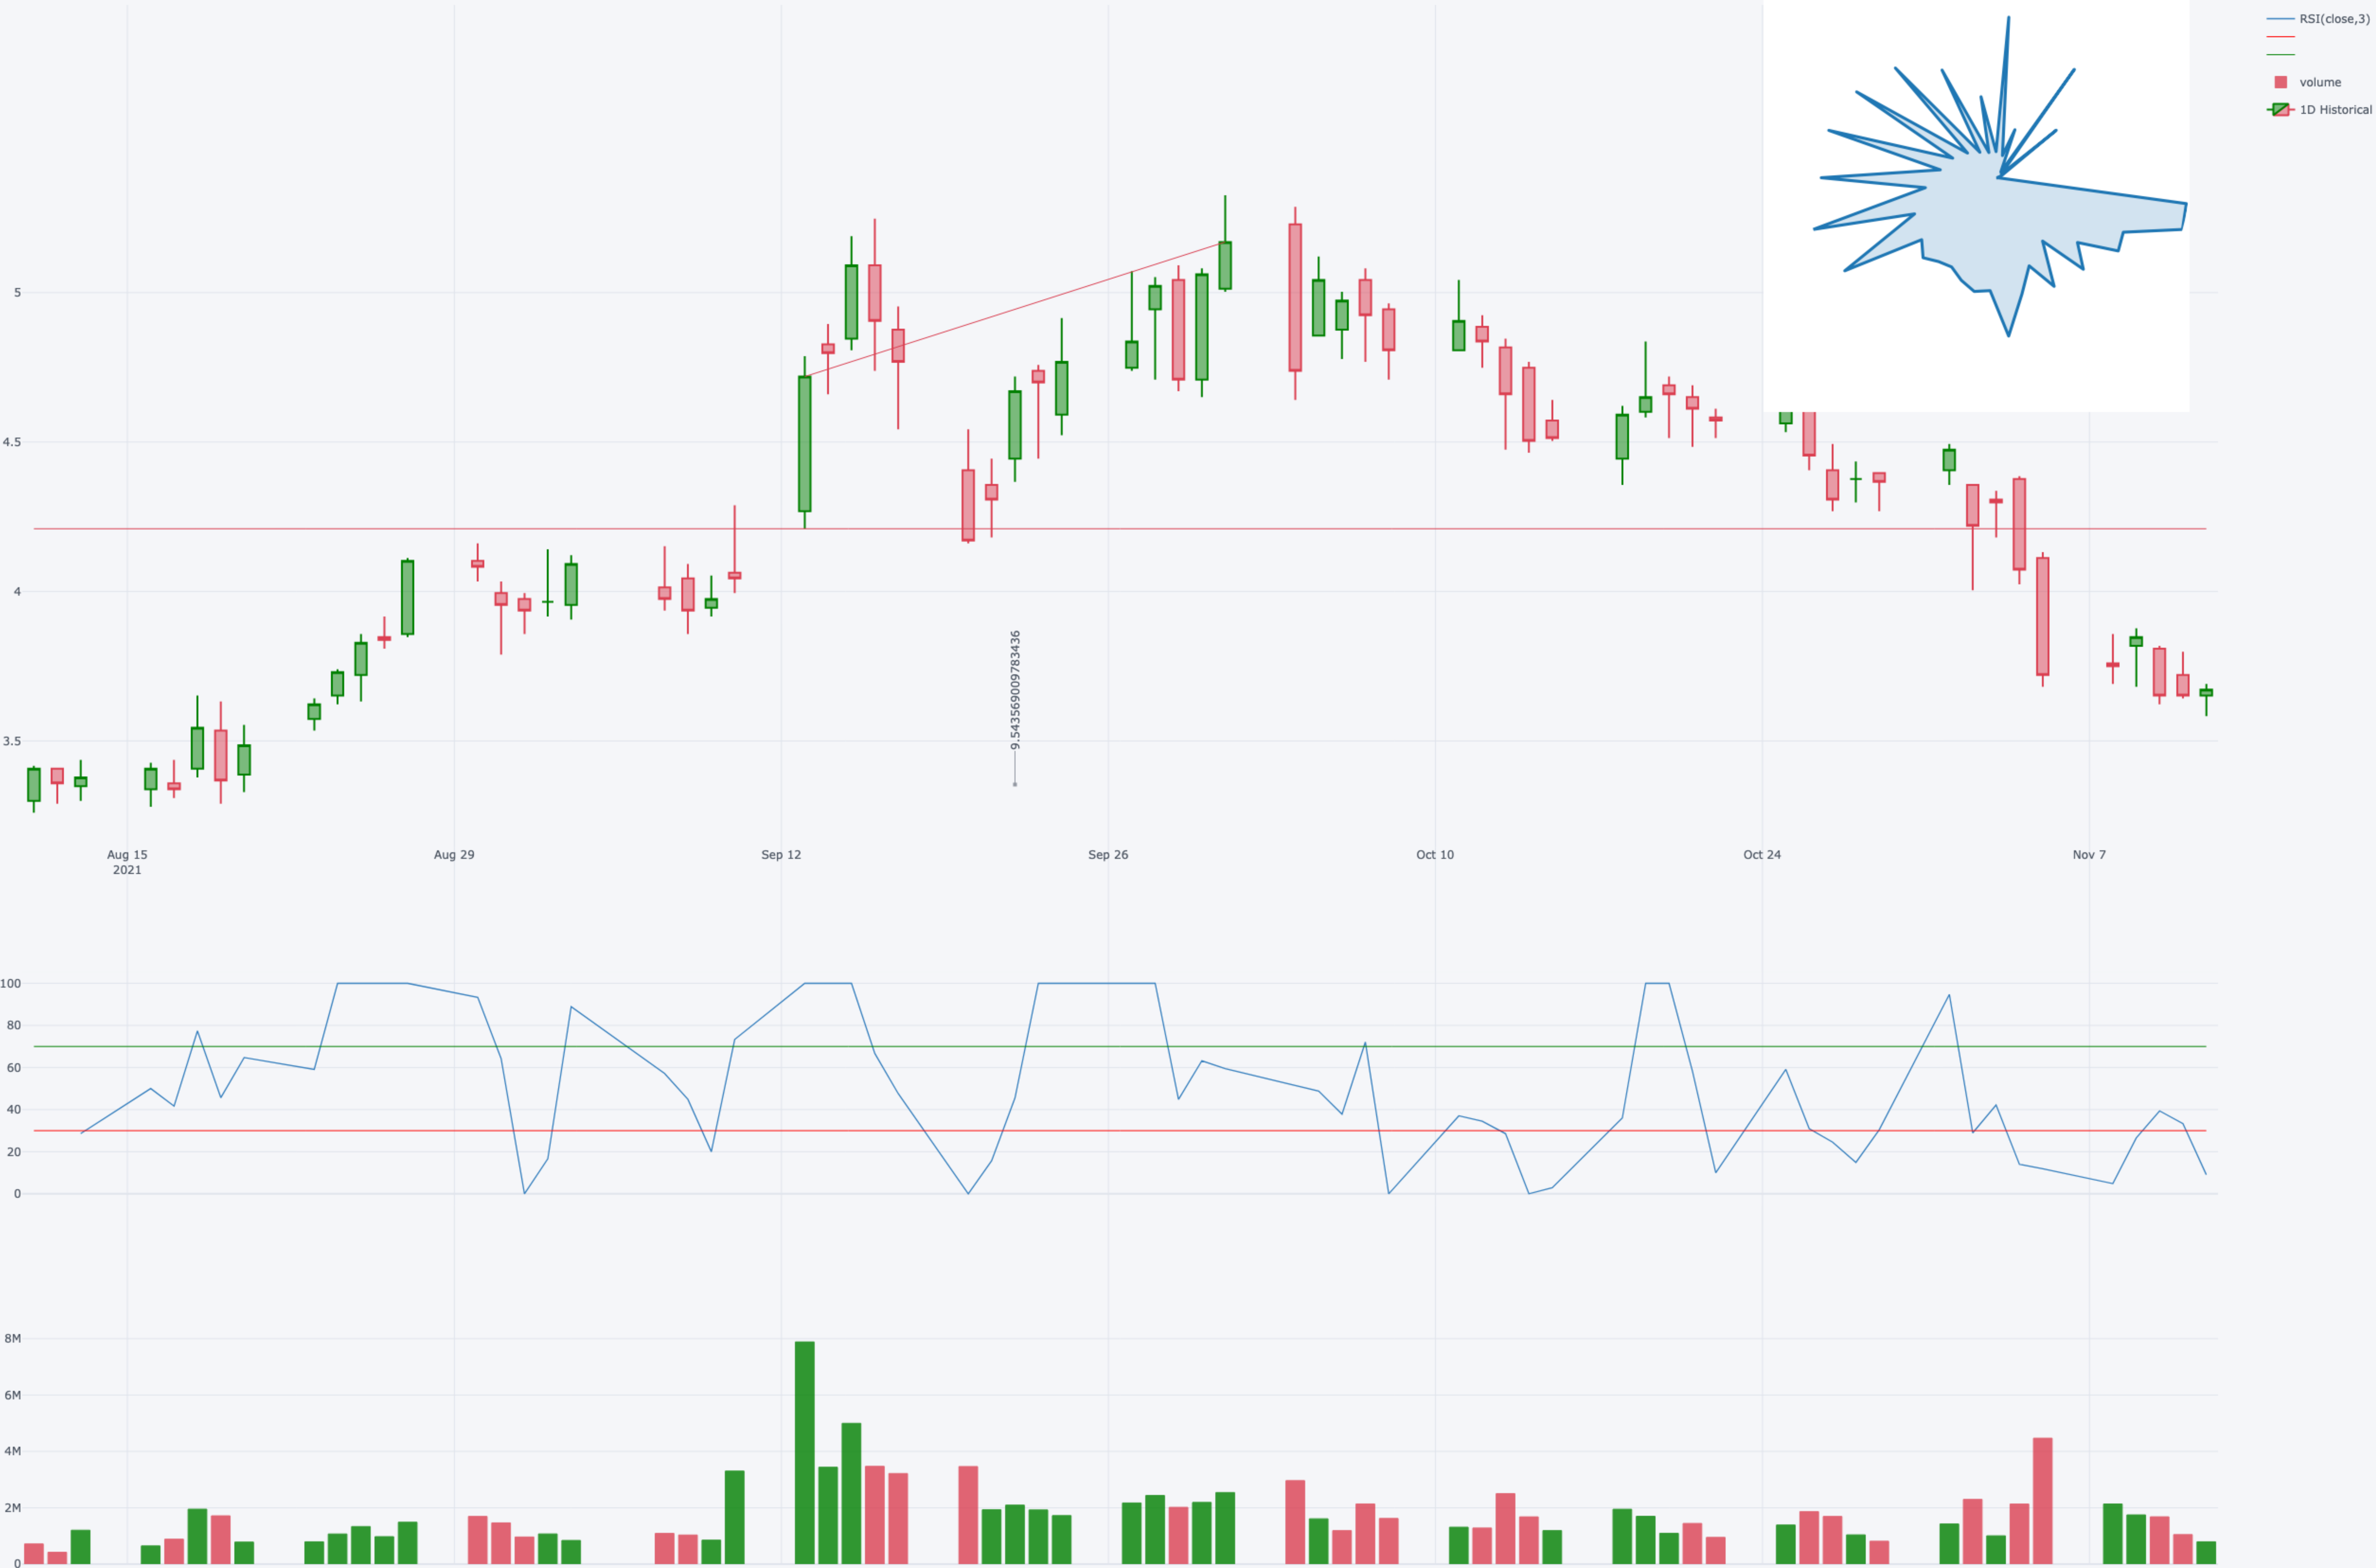 RSI(close,3)
volume
1D Historical
5
4.5
4
3.5
9.543569009783436
*
Aug 15
2021
Aug 29
Sep 12
Sep 26
Oct 10
Oct 24
Nov 7
100
80
60
40
20
0
8M
6M
4M
2M
0